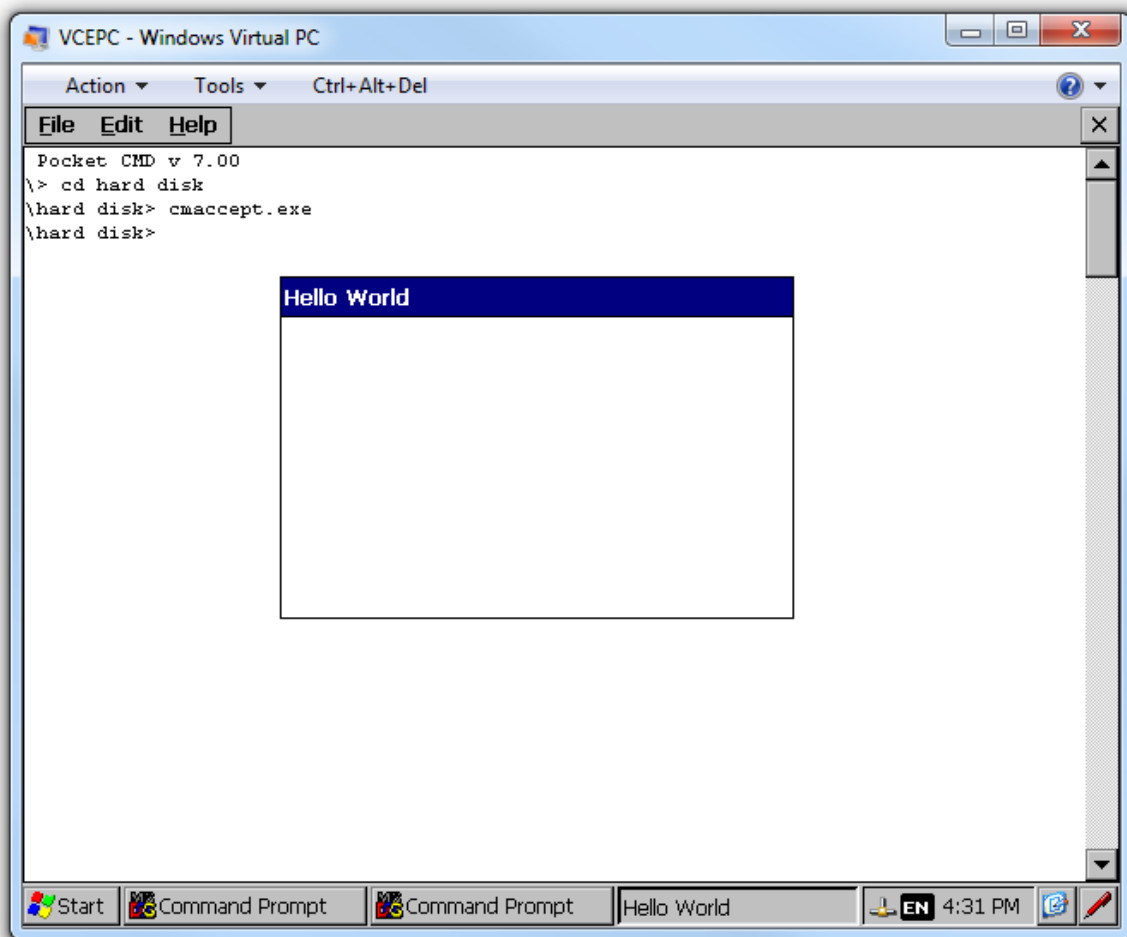 VCEPC - Windows Virtual PC
Action Tools Ctrl+Alt+Del
File Edit Help
Pocket CMD v 7.00
\> cd hard disk
\hard disk> cmaccept.exe
\hard disk>
Hello World
Start Command Prompt Command Prompt Hello World EN 4:31 PM